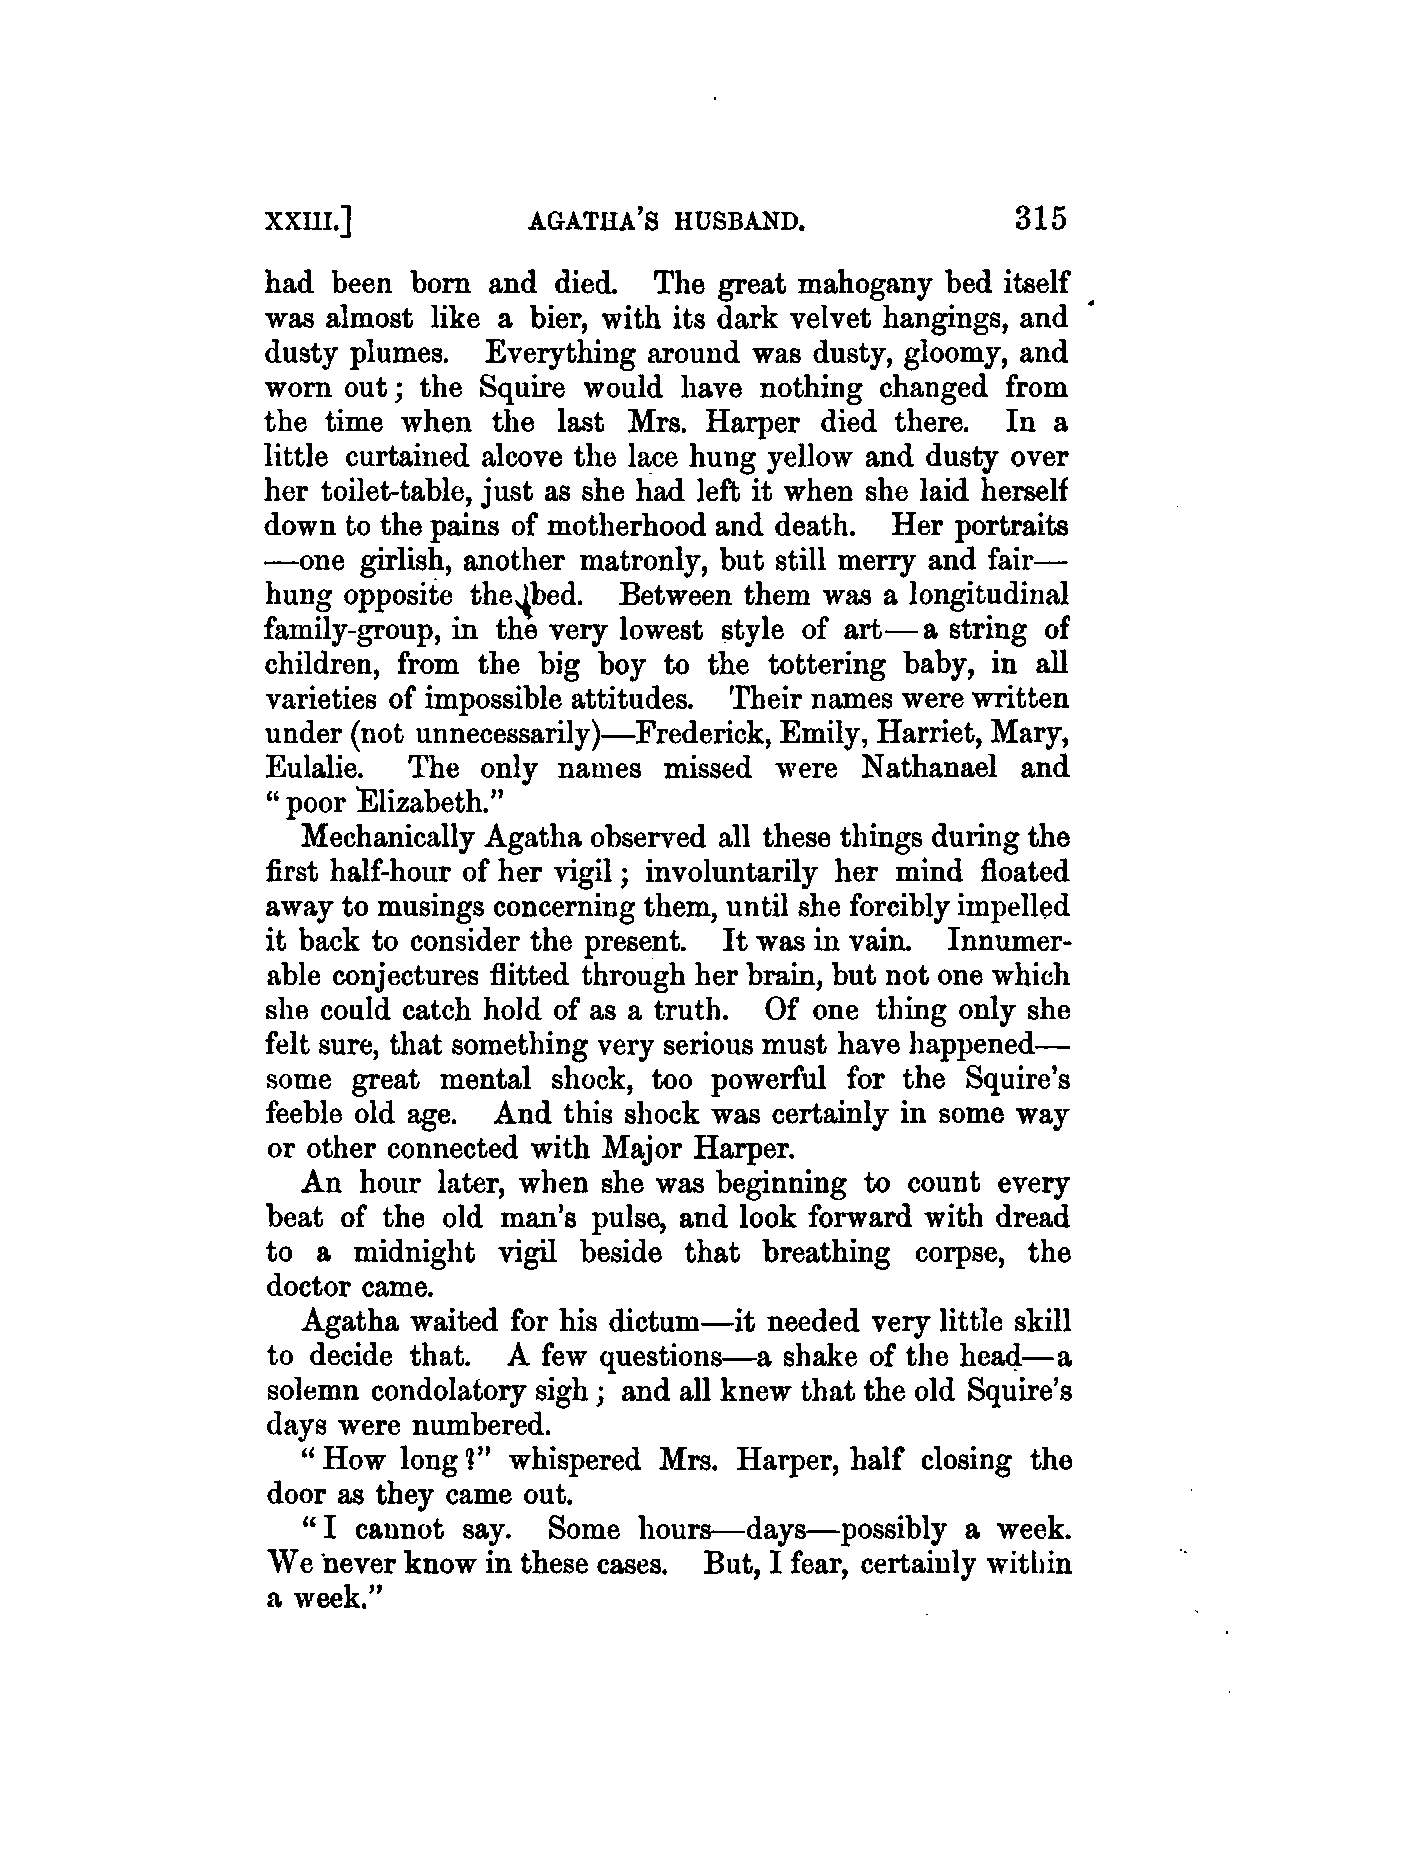 XXIII.] AGATHA'S HUSBAND. 315
had been born and died. The great mahogany bed itself
was almost like a bier, with its dark velvet hangings, and
dusty plumes. Everything around was dusty, gloomy, and
worn out; the Squire would have nothing changed from
the time when the last Mrs. Harper died there. In a
little curtained alcove the lace hung yellow and dusty over
her toilet-table, just as she had left it when she laid herself
down to the pains of motherhood and death. Her portraits
—one girlish, another matronly, but still merry and fair—
hung opposite the bed. Between them was a longitudinal
family-group, in the very lowest style of art—a string of
children, from the big boy to the tottering baby, in all
varieties of impossible attitudes. Their names were written
under (not unnecessarily)—Frederick, Emily, Harriet, Mary,
Eulalie. The only names missed were Nathanael and
"poor Elizabeth."
Mechanically Agatha observed all these things during the
first half-hour of her vigil; involuntarily her mind floated
away to musings concerning them, until she forcibly impelled
it back to consider the present. It was in vain. Innumer-
able conjectures flitted through her brain, but not one which
she could catch hold of as a truth. Of one thing only she
felt sure, that something very serious must have happened—
some great mental shock, too powerful for the Squire's
feeble old age. And this shock was certainly in some way
or other connected with Major Harper.
An hour later, when she was beginning to count every
beat of the old man's pulse, and look forward with dread
to a midnight vigil beside that breathing corpse, the
doctor came.
Agatha waited for his dictum—it needed very little skill
to decide that. A few questions—a shake of the head—a
solemn condolatory sigh; and all knew that the old Squire's
days were numbered.
"How long?" whispered Mrs. Harper, half closing the
door as they came out.
"I cannot say. Some hours—days—possibly a week.
We never know in these cases. But, I fear, certainly within
a week."